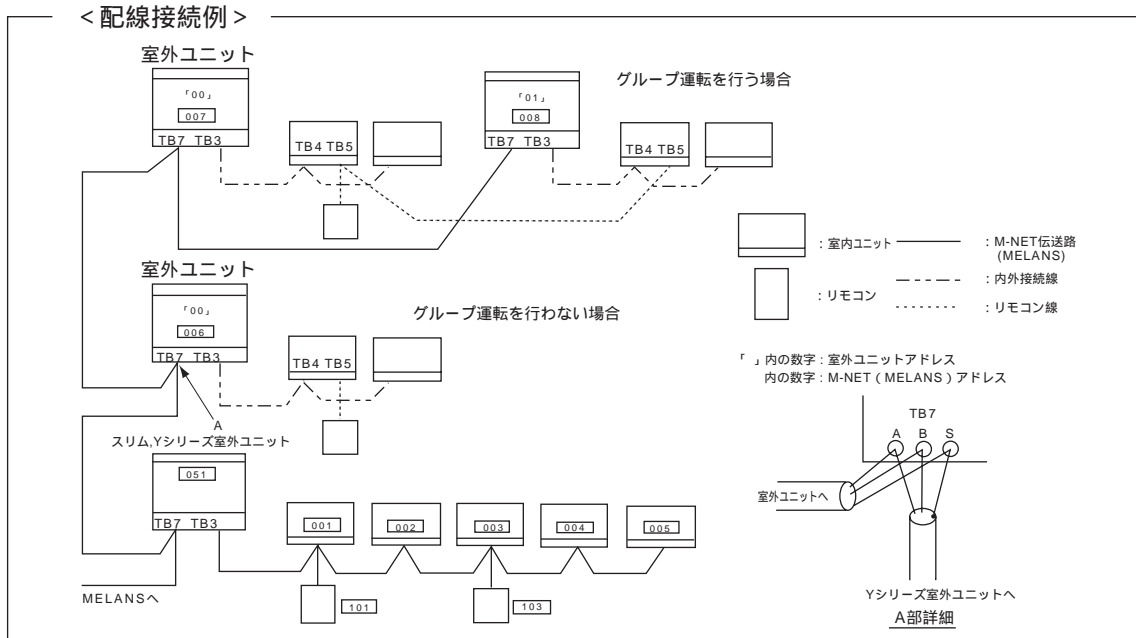 ＜配線接続例＞
室外ユニット
グループ運転を行う場合
「00」
007
TB7 TB3
TB4 TB5
「01」
008
TB7 TB3
TB4 TB5
室外ユニット
グループ運転を行わない場合
「00」
006
TB7 TB3
TB4 TB5
A
スリム,Yシリーズ室外ユニット
051
TB7 TB3
001
002
003
004
005
MELANSへ
101
103
：室内ユニット
：M-NET伝送路
(MELANS)
：内外接続線
：リモコン
：リモコン線
「 」内の数字：室外ユニットアドレス
内の数字：M-NET（MELANS）アドレス
TB7
A B S
室外ユニットへ
Yシリーズ室外ユニットへ
A部詳細